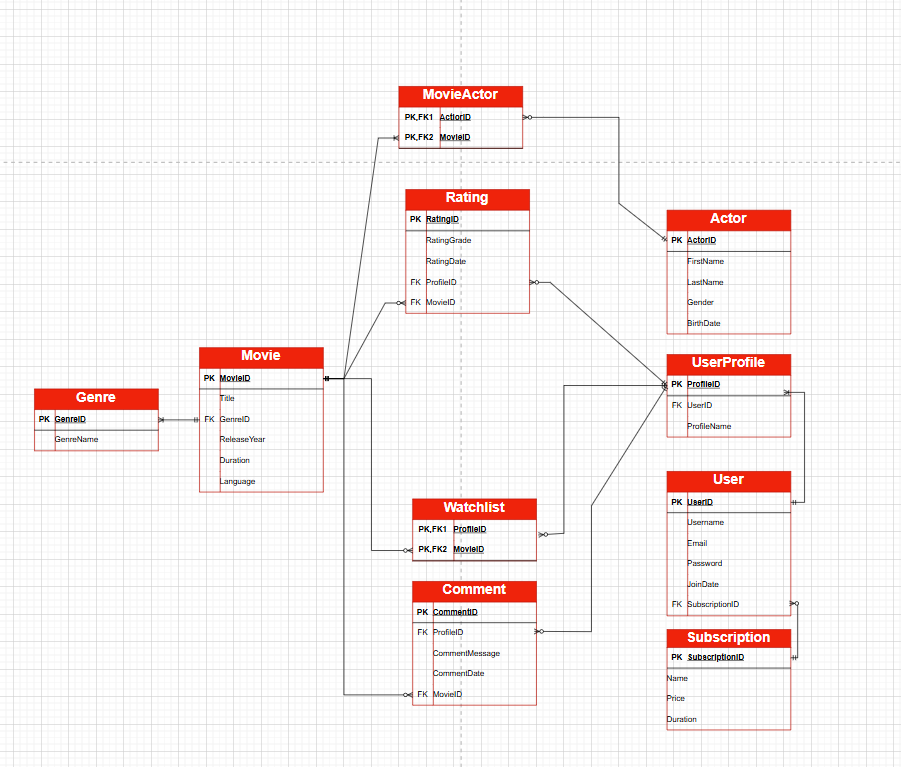 MovieActor
PK,FK1 ActiorID
PK,FK2 MovieID
Rating
PK RatingID
RatingGrade
RatingDate
FK ProfileID
FK MovieID
Actor
PK ActorID
FirstName
LastName
Gender
BirthDate
Movie
PK MovieID
Title
FK GenreID
ReleaseYear
Duration
Language
Genre
PK GenreID
GenreName
UserProfile
PK ProfileID
FK UserID
ProfileName
User
PK UserID
Username
Email
Password
JoinDate
FK SubscriptionID
Watchlist
PK,FK1 ProfileID
PK,FK2 MovieID
Comment
PK CommentID
FK ProfileID
CommentMessage
CommentDate
FK MovieID
Subscription
PK SubscriptionID
Name
Price
Duration